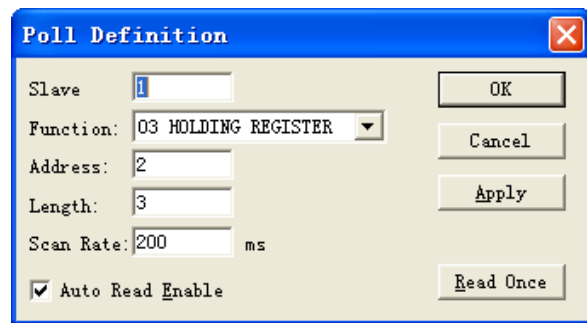 Poll Definition
Slave 1
OK
Function: 03 HOLDING REGISTER
Cancel
Address: 2
Length: 3
Apply
Scan Rate: 200 ms
Auto Read Enable
Read Once